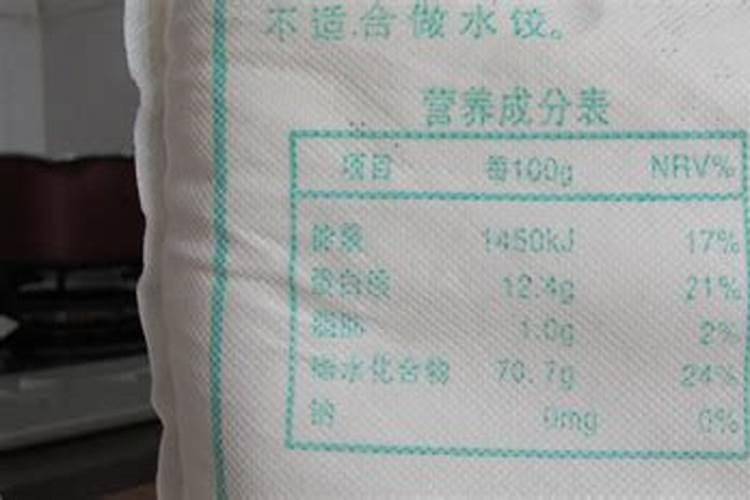 不适合做水饺。
营养成分表
项目 每100g NRV%
能量 1450kJ 17%
蛋白质 12.4g 21%
脂肪 1.0g 2%
碳水化合物 70.7g 24%
钠 0mg 0%